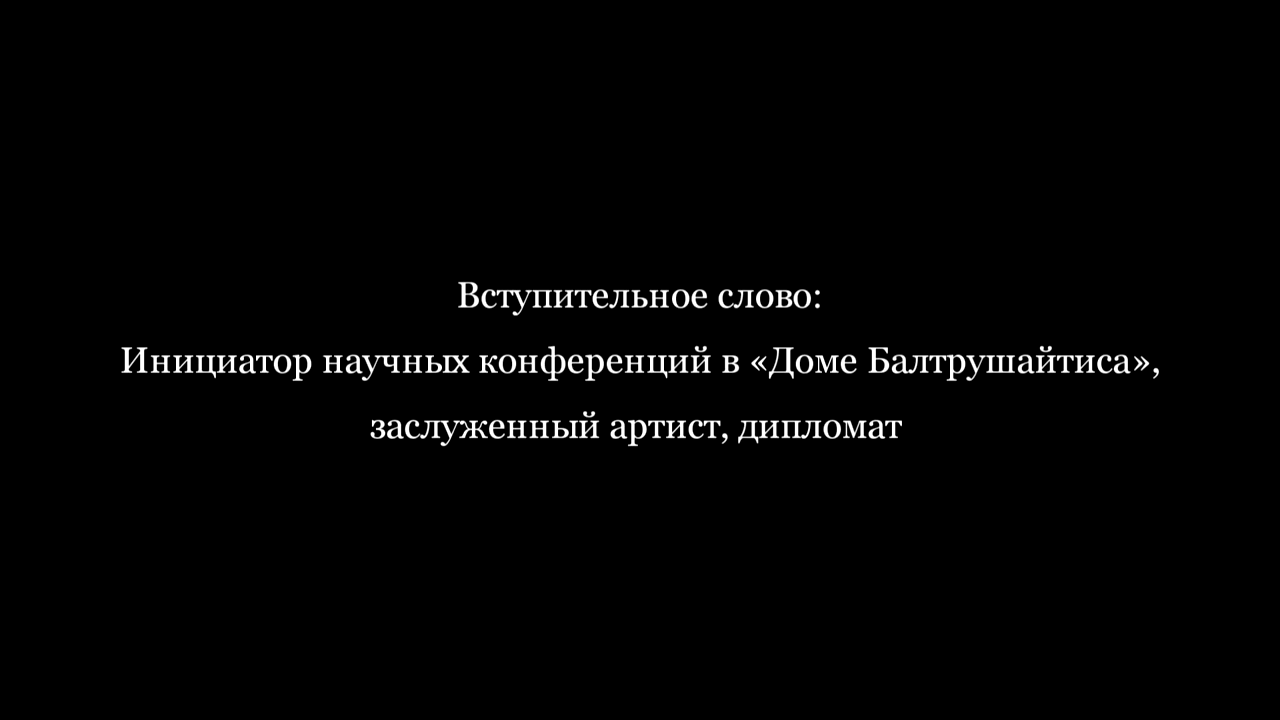 Вступительное слово:
Инициатор научных конференций в «Доме Балтрушайтиса»,
заслуженный артист, дипломат